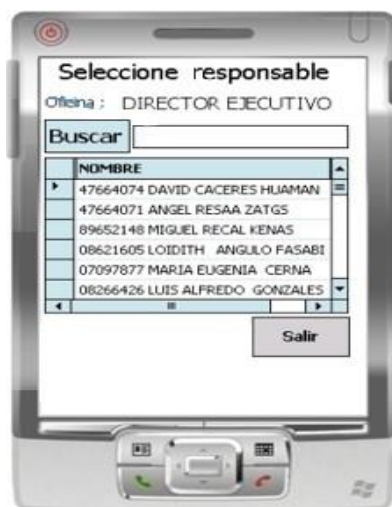 Seleccione responsable
Oficina : DIRECTOR EJECUTIVO
Buscar
NOMBRE
47664074 DAVID CACERES HUAMAN
47664071 ANGEL RESAA ZATGS
89652148 MIGUEL RECAL KENAS
08621605 LOIDITH ANGULO FASABI
07097877 MARIA EUGENIA CERNA
08266426 LUIS ALFREDO GONZALES
Salir